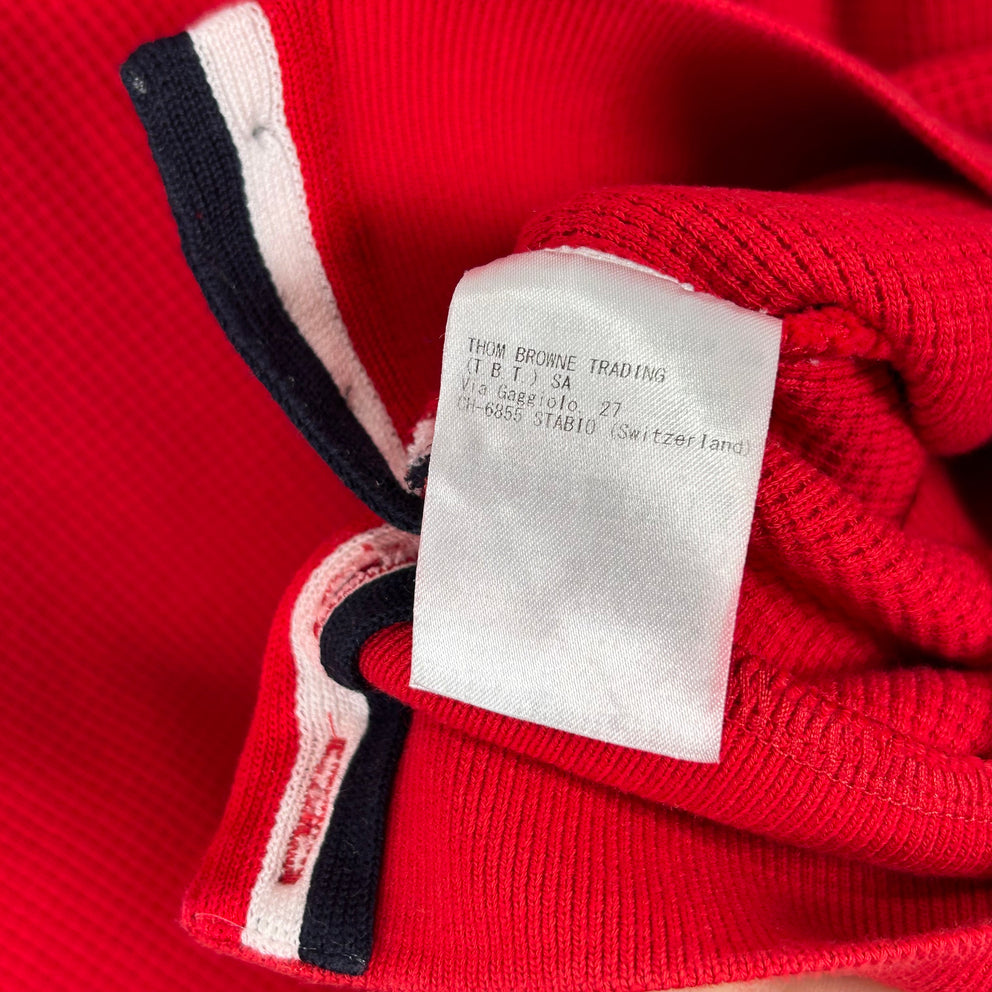 THOM BROWNE TRADING
(T B T ) SA
Via Gaggiolo, 27
CH-6855 STABIO (Switzerland)